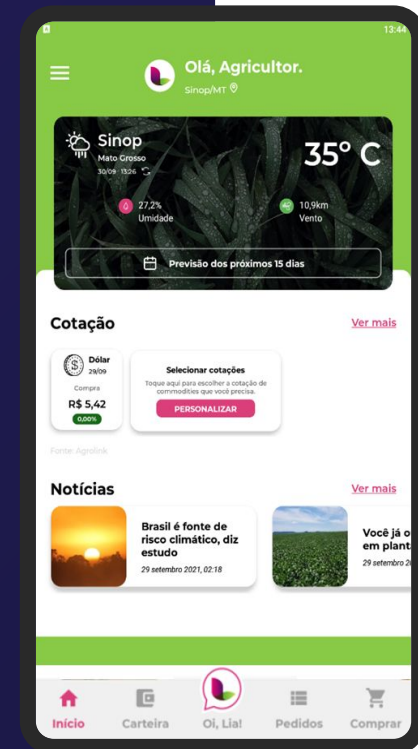 13:44
Olá, Agricultor.
Sinop/MT
Sinop
Mato Grosso
30/09 13:26
35° C
27,2%
Umidade
10,9km
Vento
Previsão dos próximos 15 dias
Cotação
Ver mais
Dólar
29/09
Compra
R$ 5,42
0,00%
Selecionar cotações
Toque aqui para escolher a cotação de
commodities que você precisa.
PERSONALIZAR
Fonte: Agrolink
Notícias
Ver mais
Brasil é fonte de
risco climático, diz
estudo
29 setembro 2021, 02:18
Você já o
em plant
29 setembro 2
Início
Carteira
Oi, Lia!
Pedidos
Comprar